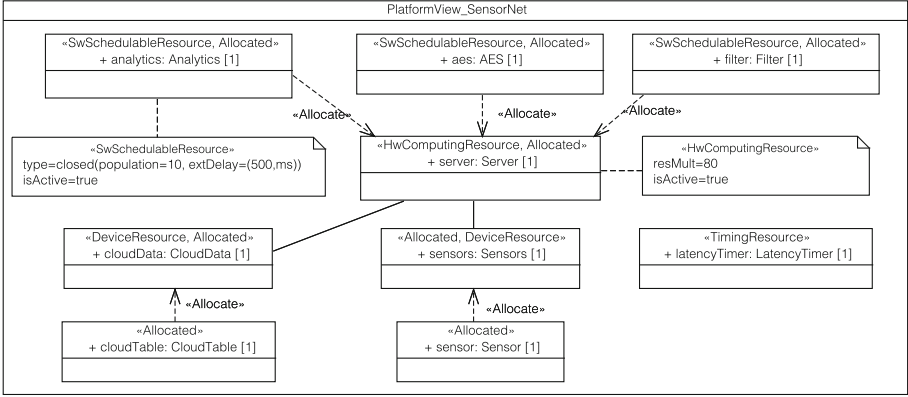 PlatformView_SensorNet
«SwSchedulableResource, Allocated»
+ analytics: Analytics [1]
«SwSchedulableResource, Allocated»
+ aes: AES [1]
«SwSchedulableResource, Allocated»
+ filter: Filter [1]
«Allocate»
«Allocate»
«Allocate»
«SwSchedulableResource»
type=closed(population=10, extDelay=(500,ms))
isActive=true
«HwComputingResource, Allocated»
+ server: Server [1]
«HwComputingResource»
resMult=80
isActive=true
«DeviceResource, Allocated»
+ cloudData: CloudData [1]
«Allocated, DeviceResource»
+ sensors: Sensors [1]
«TimingResource»
+ latencyTimer: LatencyTimer [1]
«Allocate»
«Allocate»
«Allocated»
+ cloudTable: CloudTable [1]
«Allocated»
+ sensor: Sensor [1]